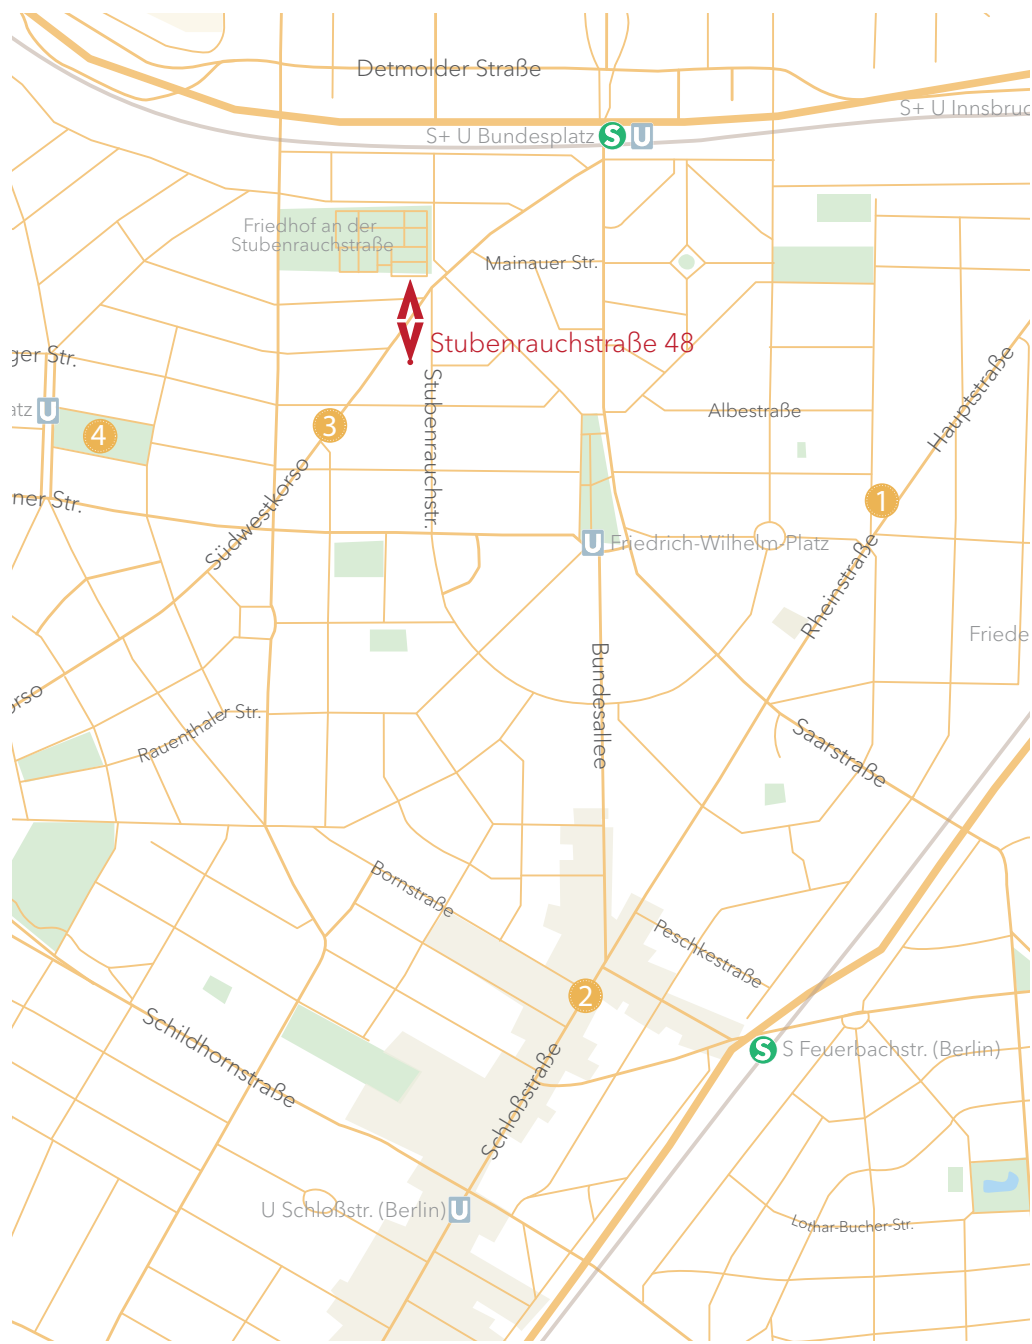 Detmolder Straße
S+ U Innsbruc
S+ U Bundesplatz S U
Friedhof an der
Stubenrauchstraße
Mainauer Str.
Stubenrauchstraße 48
ger Str.
Hauptstraße
atz U
Albestraße
3
4
Stubenrauchstr.
ner Str.
1
Südwestkorso
U Friedrich-Wilhelm-Platz
Rheinstraße
Friede
orso
Bundesallee
Rauenthaler Str.
Saarstraße
Bornstraße
Peschkestraße
2
Schildhornstraße
S S Feuerbachstr. (Berlin)
Schloßstraße
U Schloßstr. (Berlin) U
Lothar-Bucher-Str.